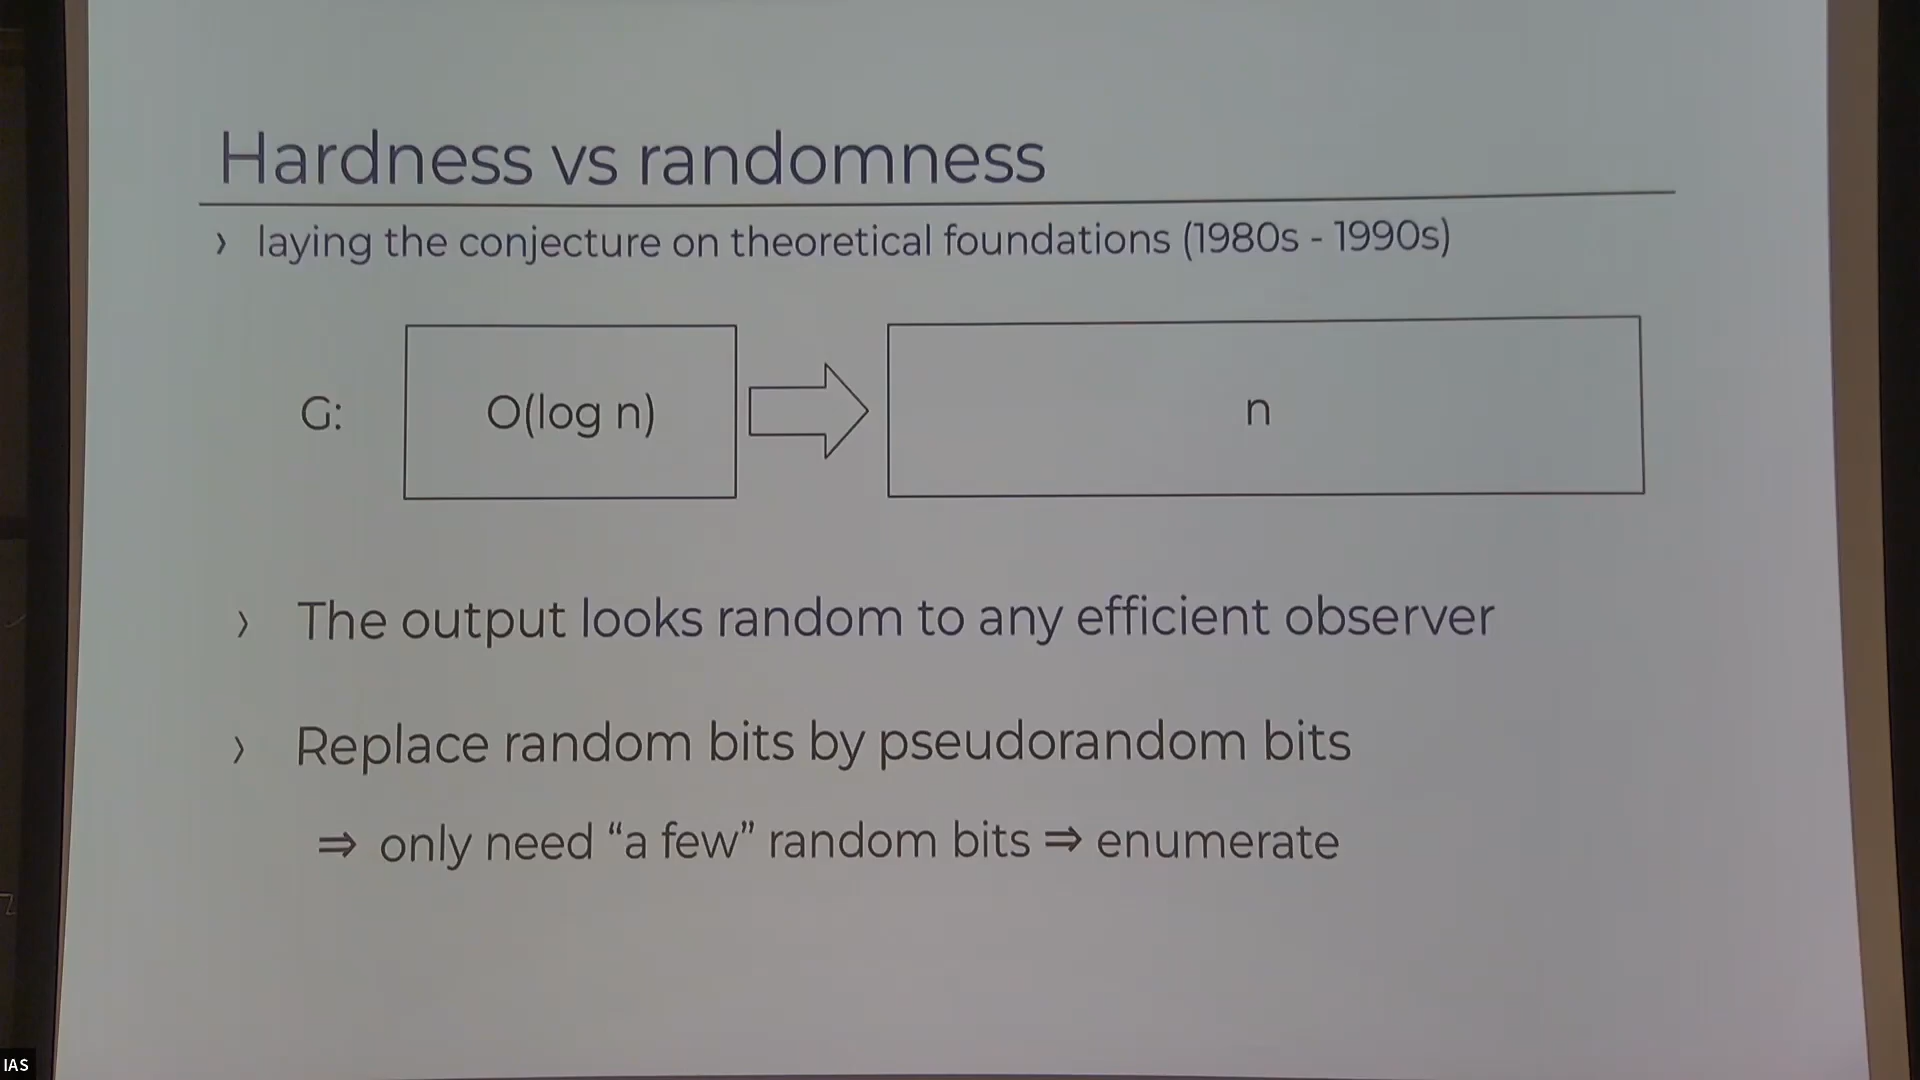 Hardness vs randomness
› laying the conjecture on theoretical foundations (1980s - 1990s)
G:
O(log n)
n
› The output looks random to any efficient observer
› Replace random bits by pseudorandom bits
⇒ only need “a few” random bits ⇒ enumerate
IAS